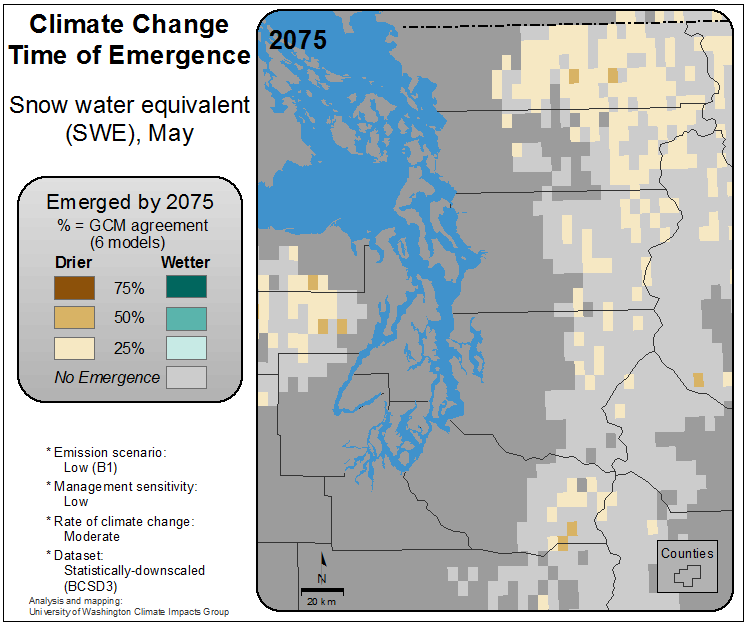 Climate Change
Time of Emergence
Snow water equivalent
(SWE), May
Emerged by 2075
% = GCM agreement
(6 models)
Drier Wetter
75%
50%
25%
No Emergence
* Emission scenario:
Low (B1)
* Management sensitivity:
Low
* Rate of climate change:
Moderate
* Dataset:
Statistically-downscaled
(BCSD3)
Analysis and mapping:
University of Washington Climate Impacts Group
2075
N
20 km
Counties